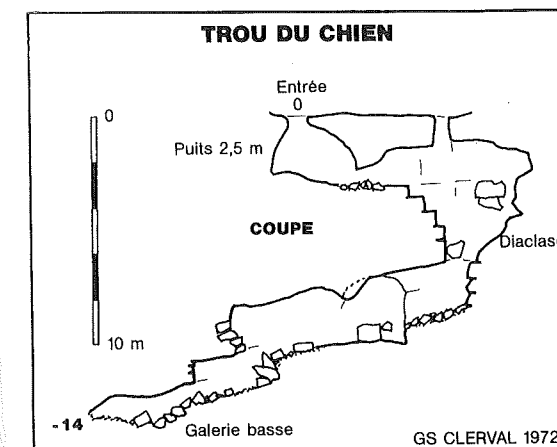 TROU DU CHIEN
Entrée
0
0
Puits 2,5 m
COUPE
Diaclase
10 m
-14
Galerie basse
GS CLERVAL 1972